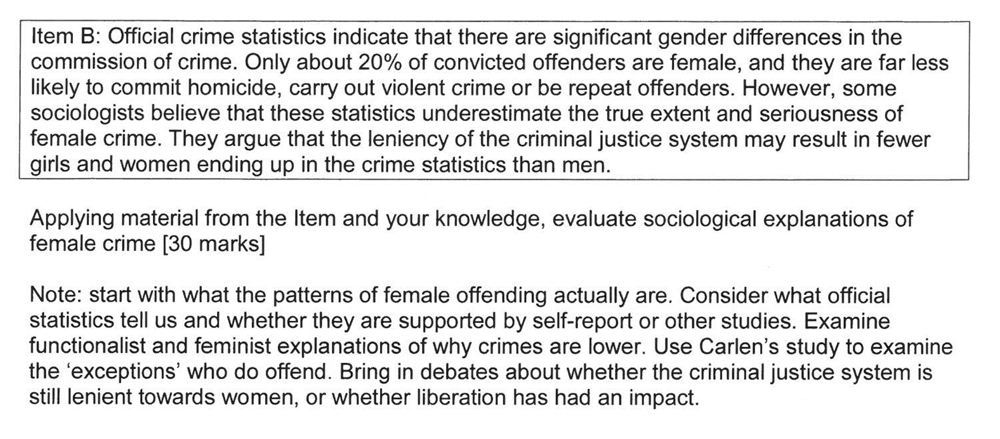 Item B: Official crime statistics indicate that there are significant gender differences in the
commission of crime. Only about 20% of convicted offenders are female, and they are far less
likely to commit homicide, carry out violent crime or be repeat offenders. However, some
sociologists believe that these statistics underestimate the true extent and seriousness of
female crime. They argue that the leniency of the criminal justice system may result in fewer
girls and women ending up in the crime statistics than men.
Applying material from the Item and your knowledge, evaluate sociological explanations of
female crime [30 marks]
Note: start with what the patterns of female offending actually are. Consider what official
statistics tell us and whether they are supported by self-report or other studies. Examine
functionalist and feminist explanations of why crimes are lower. Use Carlen's study to examine
the ‘exceptions’ who do offend. Bring in debates about whether the criminal justice system is
still lenient towards women, or whether liberation has had an impact.